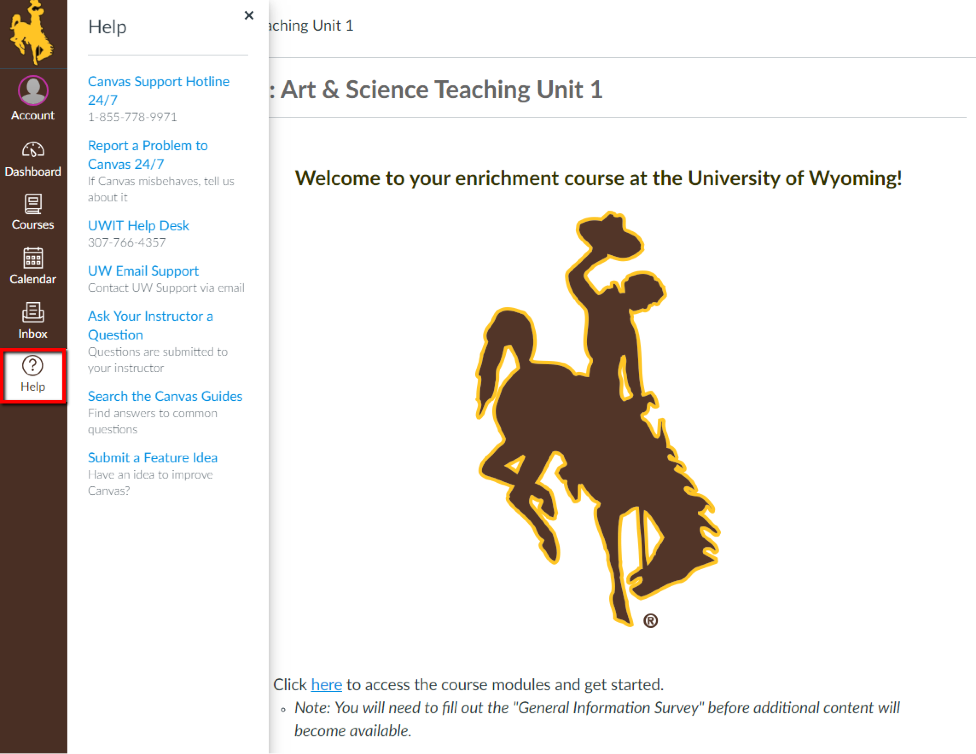 Account
Dashboard
Courses
Calendar
Inbox
Help
Help
×
Canvas Support Hotline
24/7
1-855-778-9971
Report a Problem to
Canvas 24/7
If Canvas misbehaves, tell us
about it
UWIT Help Desk
307-766-4357
UW Email Support
Contact UW Support via email
Ask Your Instructor a
Question
Questions are submitted to
your instructor
Search the Canvas Guides
Find answers to common
questions
Submit a Feature Idea
Have an idea to improve
Canvas?
aching Unit 1
: Art & Science Teaching Unit 1
Welcome to your enrichment course at the University of Wyoming!
®
Click here to access the course modules and get started.
◦ Note: You will need to fill out the "General Information Survey" before additional content will
become available.